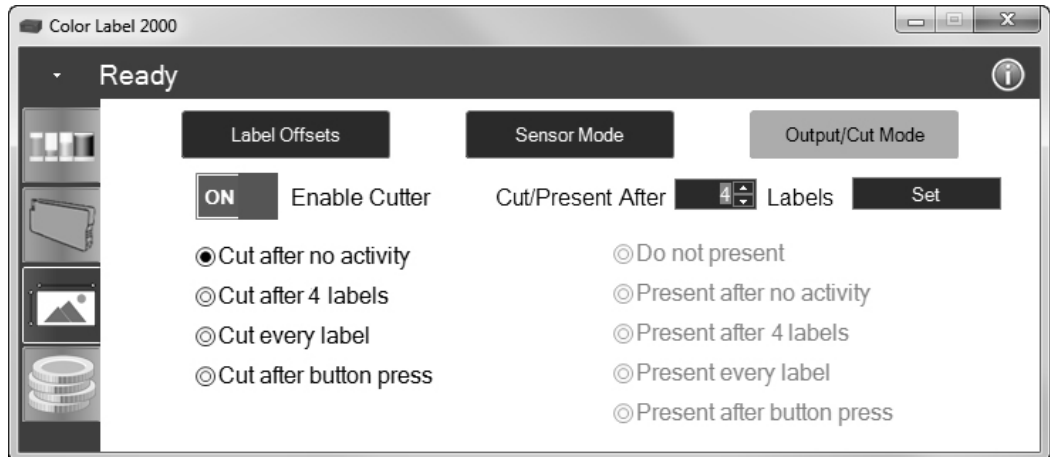 Color Label 2000
Ready
Label Offsets Sensor Mode Output/Cut Mode
ON Enable Cutter Cut/Present After 4 Labels Set
Cut after no activity
Cut after 4 labels
Cut every label
Cut after button press
Do not present
Present after no activity
Present after 4 labels
Present every label
Present after button press